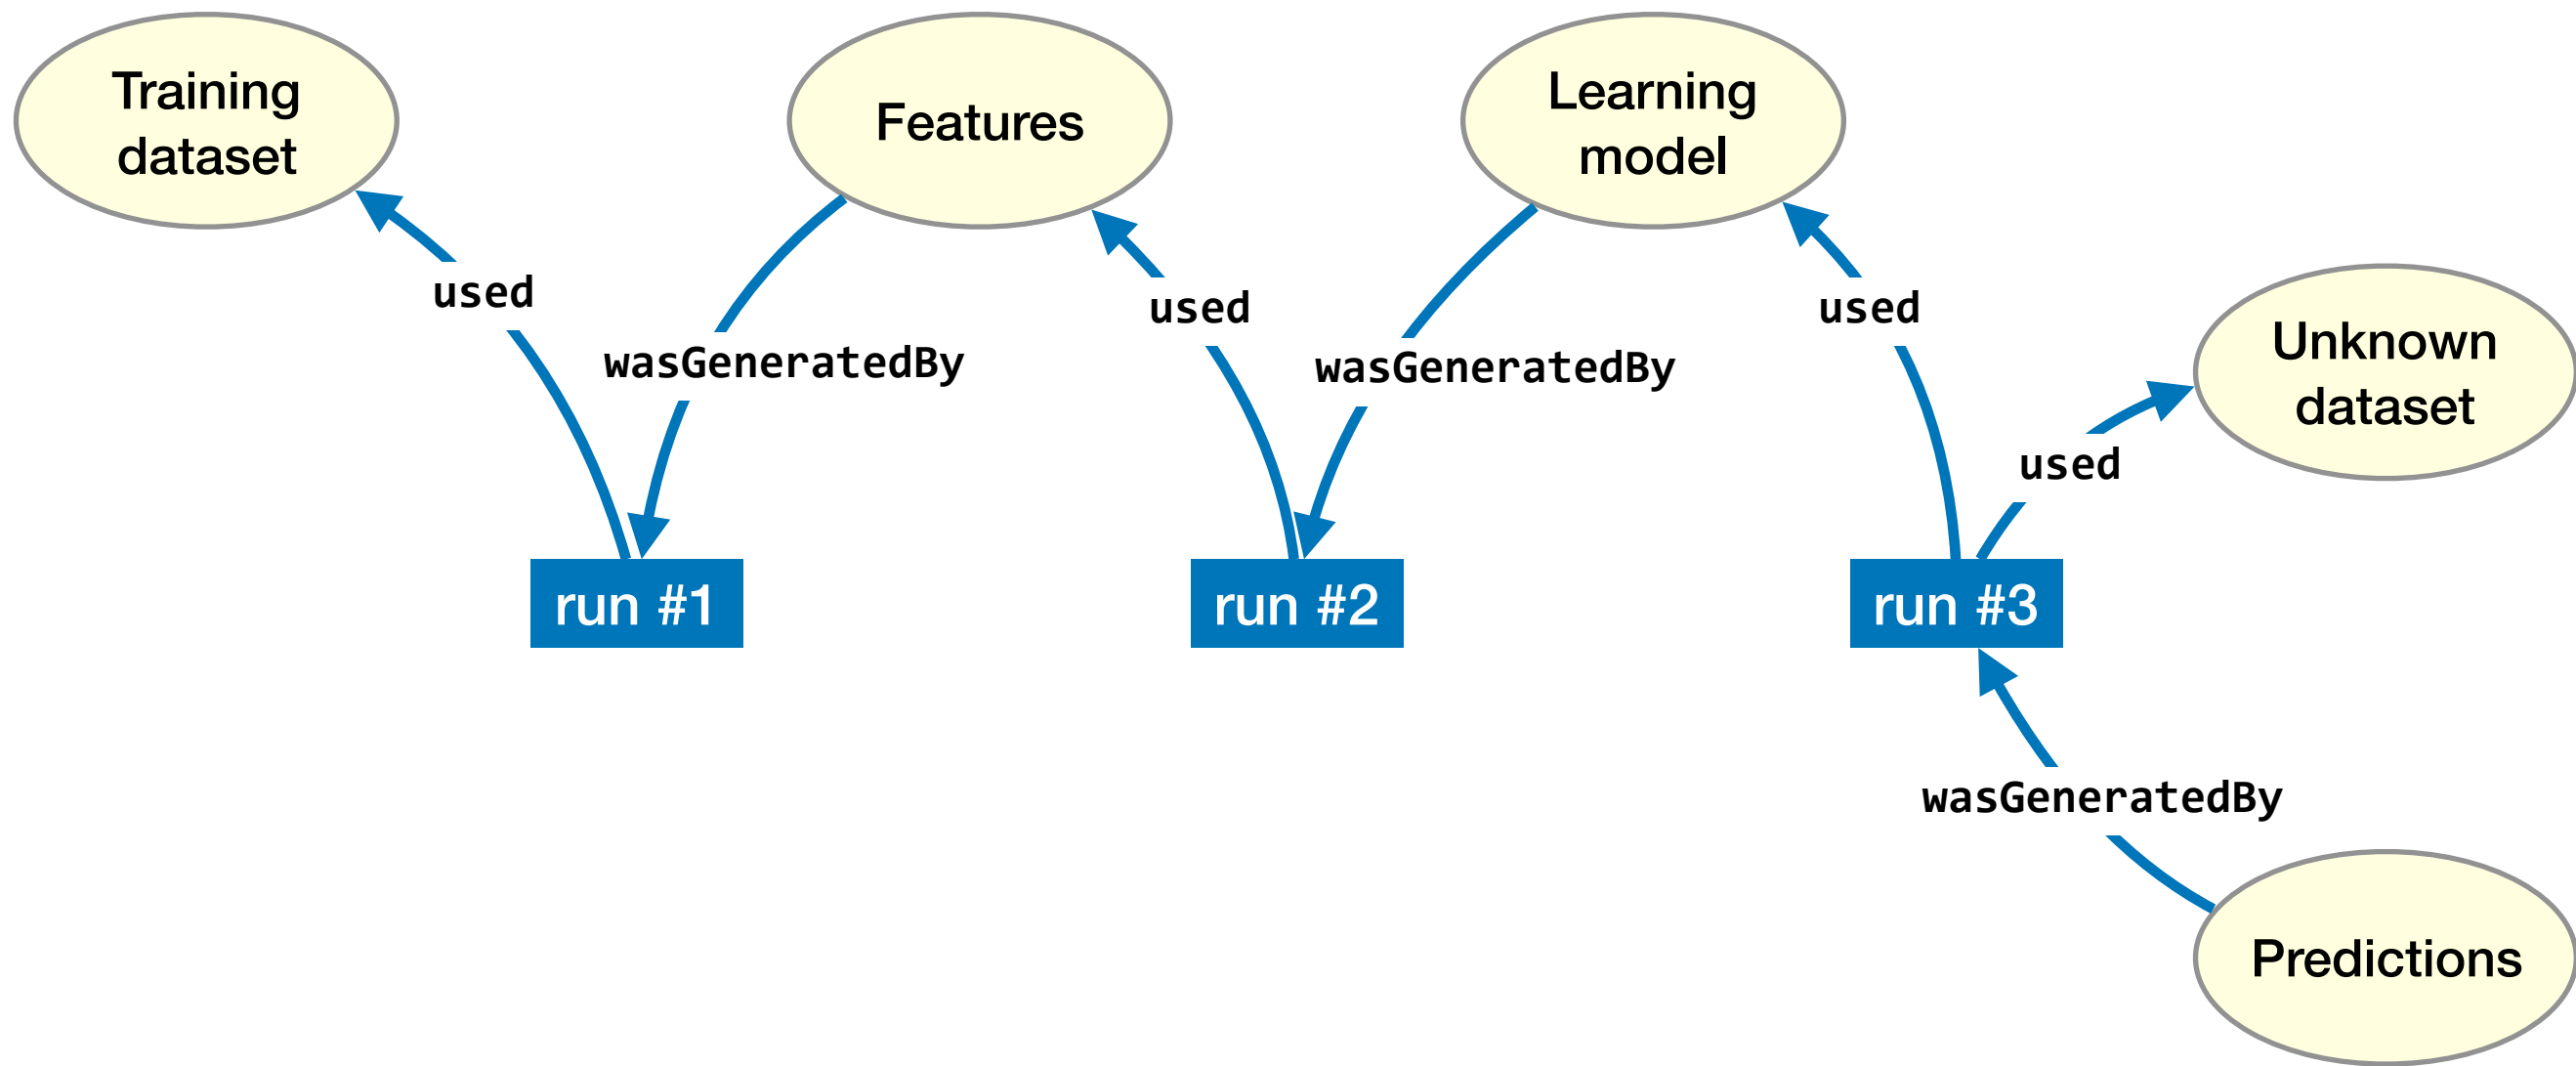 Training
dataset
Features
Learning
model
used
used
used
Unknown
dataset
wasGeneratedBy
wasGeneratedBy
used
run #1
run #2
run #3
wasGeneratedBy
Predictions